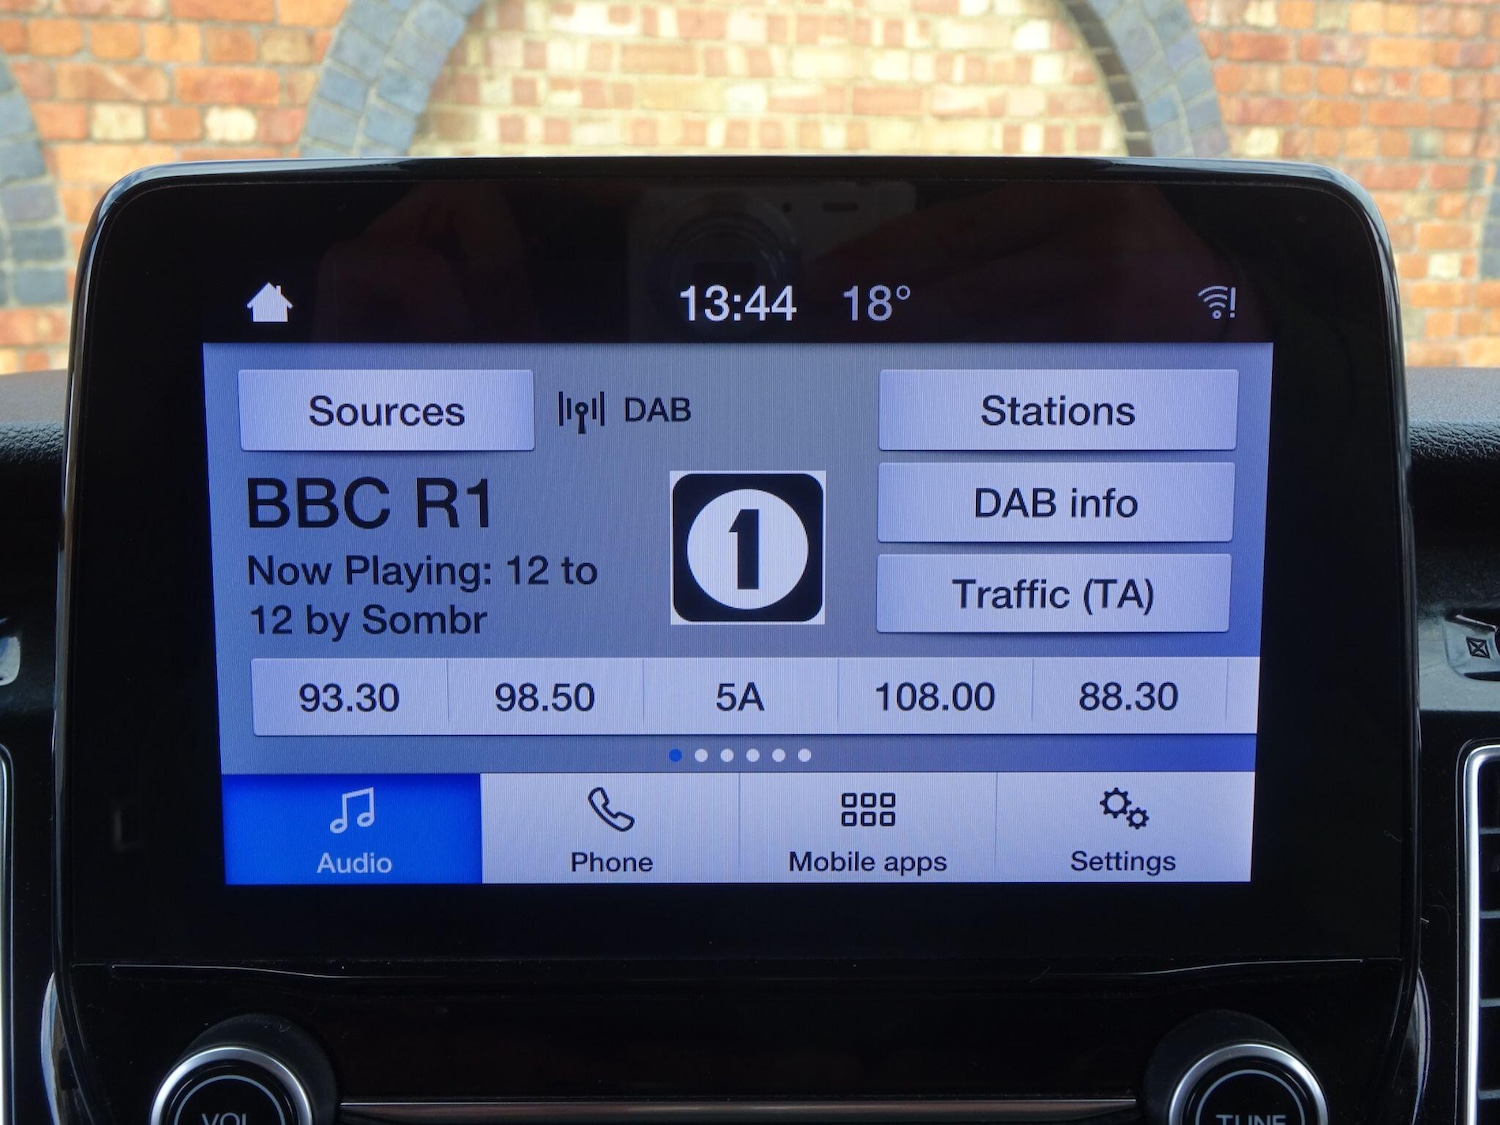 13:44 18°
Sources DAB Stations
BBC R1
1
DAB info
Now Playing: 12 to
12 by Sombr
Traffic (TA)
93.30 98.50 5A 108.00 88.30
Audio Phone Mobile apps Settings
VOL TUNE